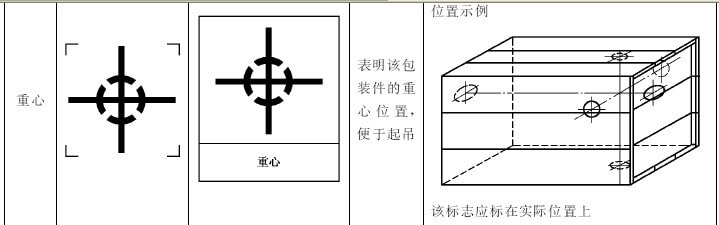 重心
重心
表明该包
装件的重
心位置，
便于起吊
位置示例
该标志应标在实际位置上